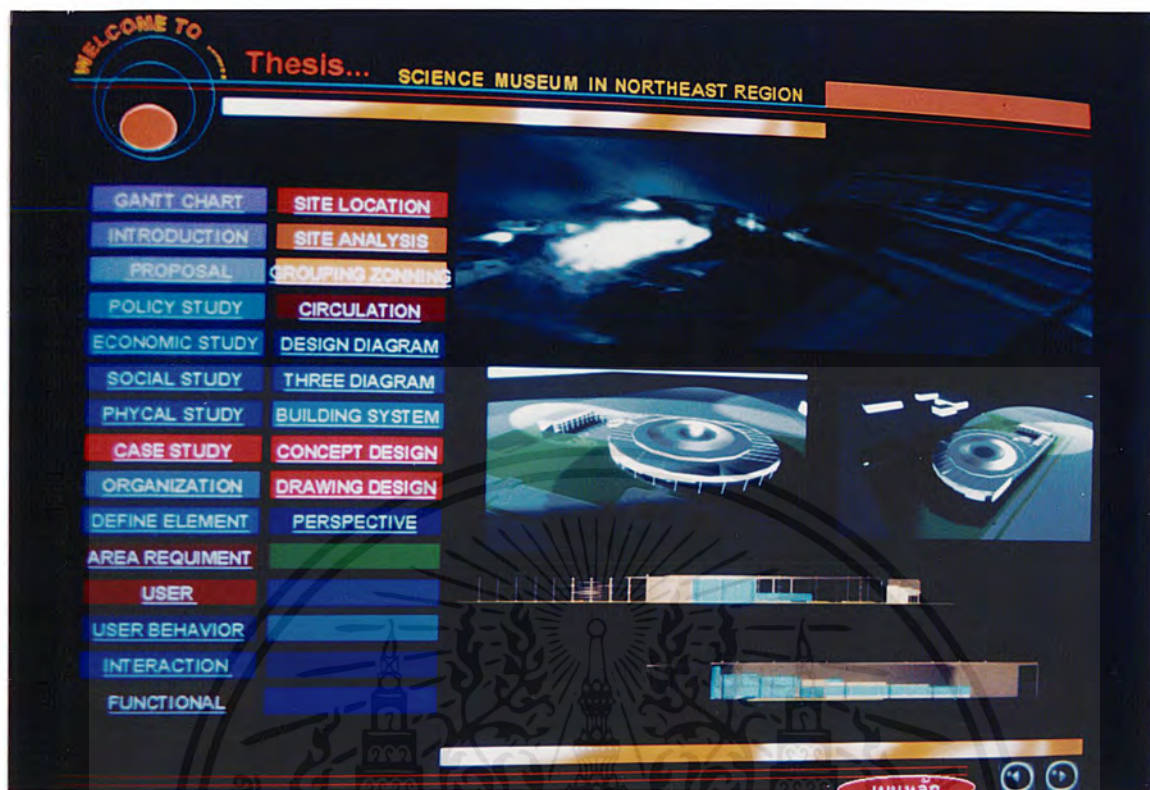 WELCOME TO ......
Thesis...
SCIENCE MUSEUM IN NORTHEAST REGION
GANTT CHART
INTRODUCTION
PROPOSAL
POLICY STUDY
ECONOMIC STUDY
SOCIAL STUDY
PHYCAL STUDY
CASE STUDY
ORGANIZATION
DEFINE ELEMENT
AREA REQUIMENT
USER
USER BEHAVIOR
INTERACTION
FUNCTIONAL
SITE LOCATION
SITE ANALYSIS
GROUPING ZONNING
CIRCULATION
DESIGN DIAGRAM
THREE DIAGRAM
BUILDING SYSTEM
CONCEPT DESIGN
DRAWING DESIGN
PERSPECTIVE